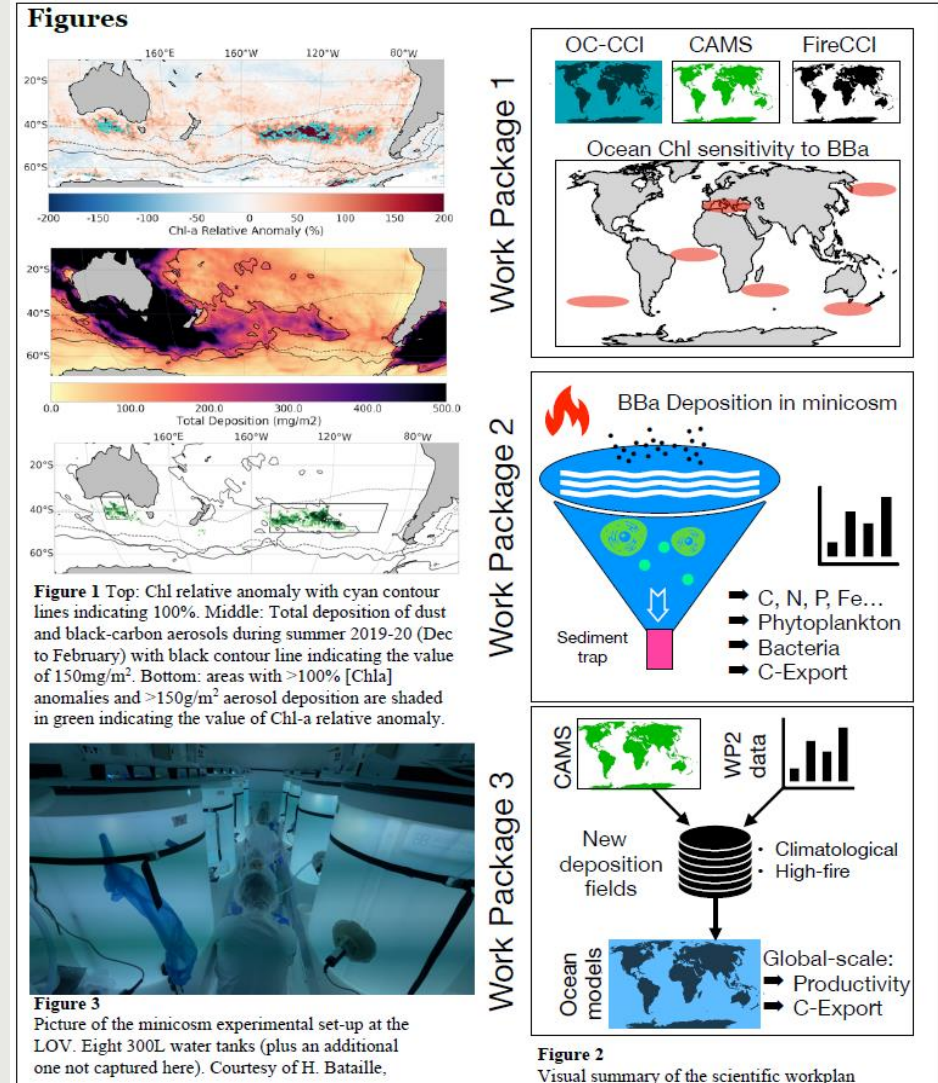 Figures
160°E 160°W 120°W 80°W
20°S
40°S
60°S
-200 -150 -100 -50 0 50 100 150 200
Chl-a Relative Anomaly (%)
20°S
40°S
60°S
0.0 100.0 200.0 300.0 400.0 500.0
Total Deposition (mg/m2)
160°E 160°W 120°W 80°W
20°S
40°S
60°S
Figure 1 Top: Chl relative anomaly with cyan contour
lines indicating 100%. Middle: Total deposition of dust
and black-carbon aerosols during summer 2019-20 (Dec
to February) with black contour line indicating the value
of 150mg/m². Bottom: areas with >100% [Chla]
anomalies and >150g/m² aerosol deposition are shaded
in green indicating the value of Chl-a relative anomaly.
Figure 3
Picture of the minicosm experimental set-up at the
LOV. Eight 300L water tanks (plus an additional
one not captured here). Courtesy of H. Bataille,
Work Package 1
OC-CCI CAMS FireCCI
Ocean Chl sensitivity to BBa
Work Package 2
BBa Deposition in minicosm
Sediment
trap
➡ C, N, P, Fe...
➡ Phytoplankton
➡ Bacteria
➡ C-Export
Work Package 3
CAMS
WP2
data
New
deposition
fields
• Climatological
• High-fire
Ocean
models
Global-scale:
➡ Productivity
➡ C-Export
Figure 2
Visual summary of the scientific workplan